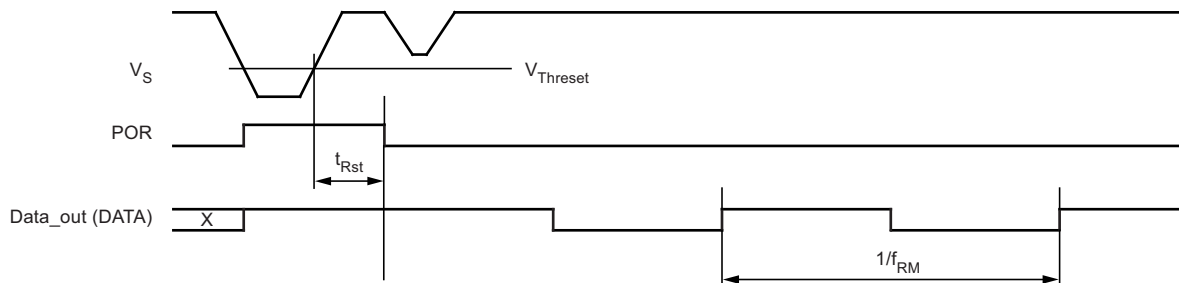 V_S
V_Threset
POR
t_Rst
Data_out (DATA)
X
1/f_RM